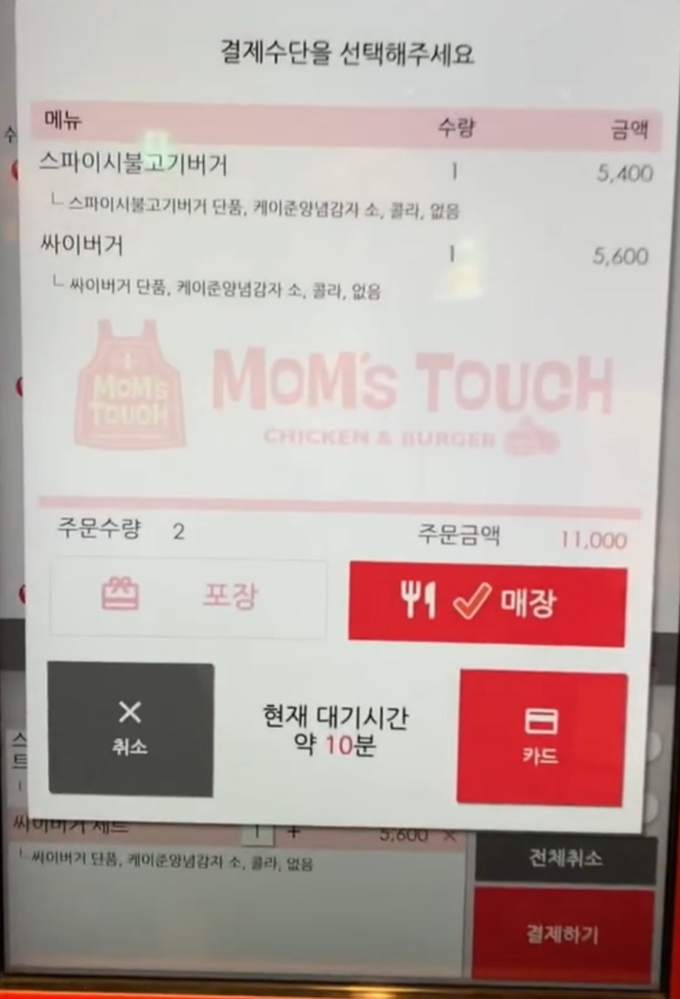 결제수단을 선택해주세요
메뉴 수량 금액
스파이시불고기버거 1 5,400
└ 스파이시불고기버거 단품, 케이준양념감자 소, 콜라, 없음
싸이버거 1 5,600
└ 싸이버거 단품, 케이준양념감자 소, 콜라, 없음
MOM's TOUCH
MOM's TOUCH
CHICKEN & BURGER
주문수량 2 주문금액 11,000
포장 매장
현재 대기시간
약 10분
취소 카드
싸이버거 세트 1 + 5,600 ×
└ 싸이버거 단품, 케이준양념감자 소, 콜라, 없음
전체취소
결제하기